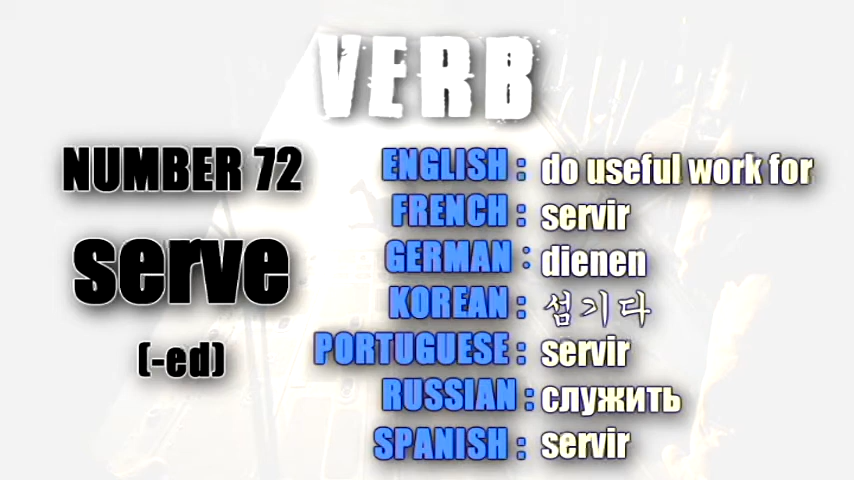 VERB
NUMBER 72
serve
(-ed)
ENGLISH : do useful work for
FRENCH : servir
GERMAN : dienen
KOREAN : 섬기다
PORTUGUESE : servir
RUSSIAN : служить
SPANISH : servir